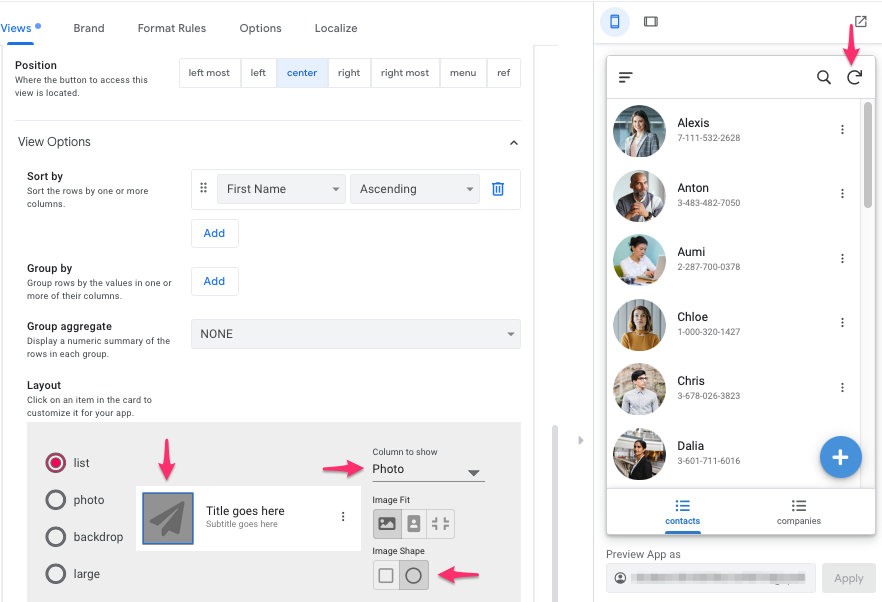 Views
Brand
Format Rules
Options
Localize
Position
Where the button to access this
view is located.
left most
left
center
right
right most
menu
ref
View Options
Sort by
Sort the rows by one or more
columns.
First Name
Ascending
Add
Group by
Group rows by the values in one or
more of their columns.
Add
Group aggregate
Display a numeric summary of the
rows in each group.
NONE
Layout
Click on an item in the card to
customize it for your app.
list
photo
backdrop
large
Title goes here
Subtitle goes here
Column to show
Photo
Image Fit
Image Shape
Alexis
7-111-532-2628
Anton
3-483-482-7050
Aumi
2-287-700-0378
Chloe
1-000-320-1427
Chris
3-678-026-3823
Dalia
3-601-711-6016
contacts
companies
Preview App as
Apply